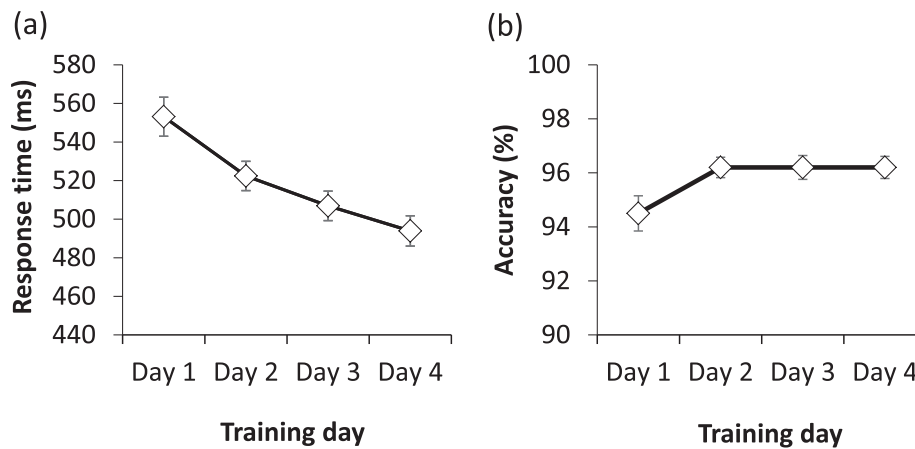 (a)
Response time (ms)
580
560
540
520
500
480
460
440
Day 1 Day 2 Day 3 Day 4
Training day
(b)
Accuracy (%)
100
98
96
94
92
90
Day 1 Day 2 Day 3 Day 4
Training day